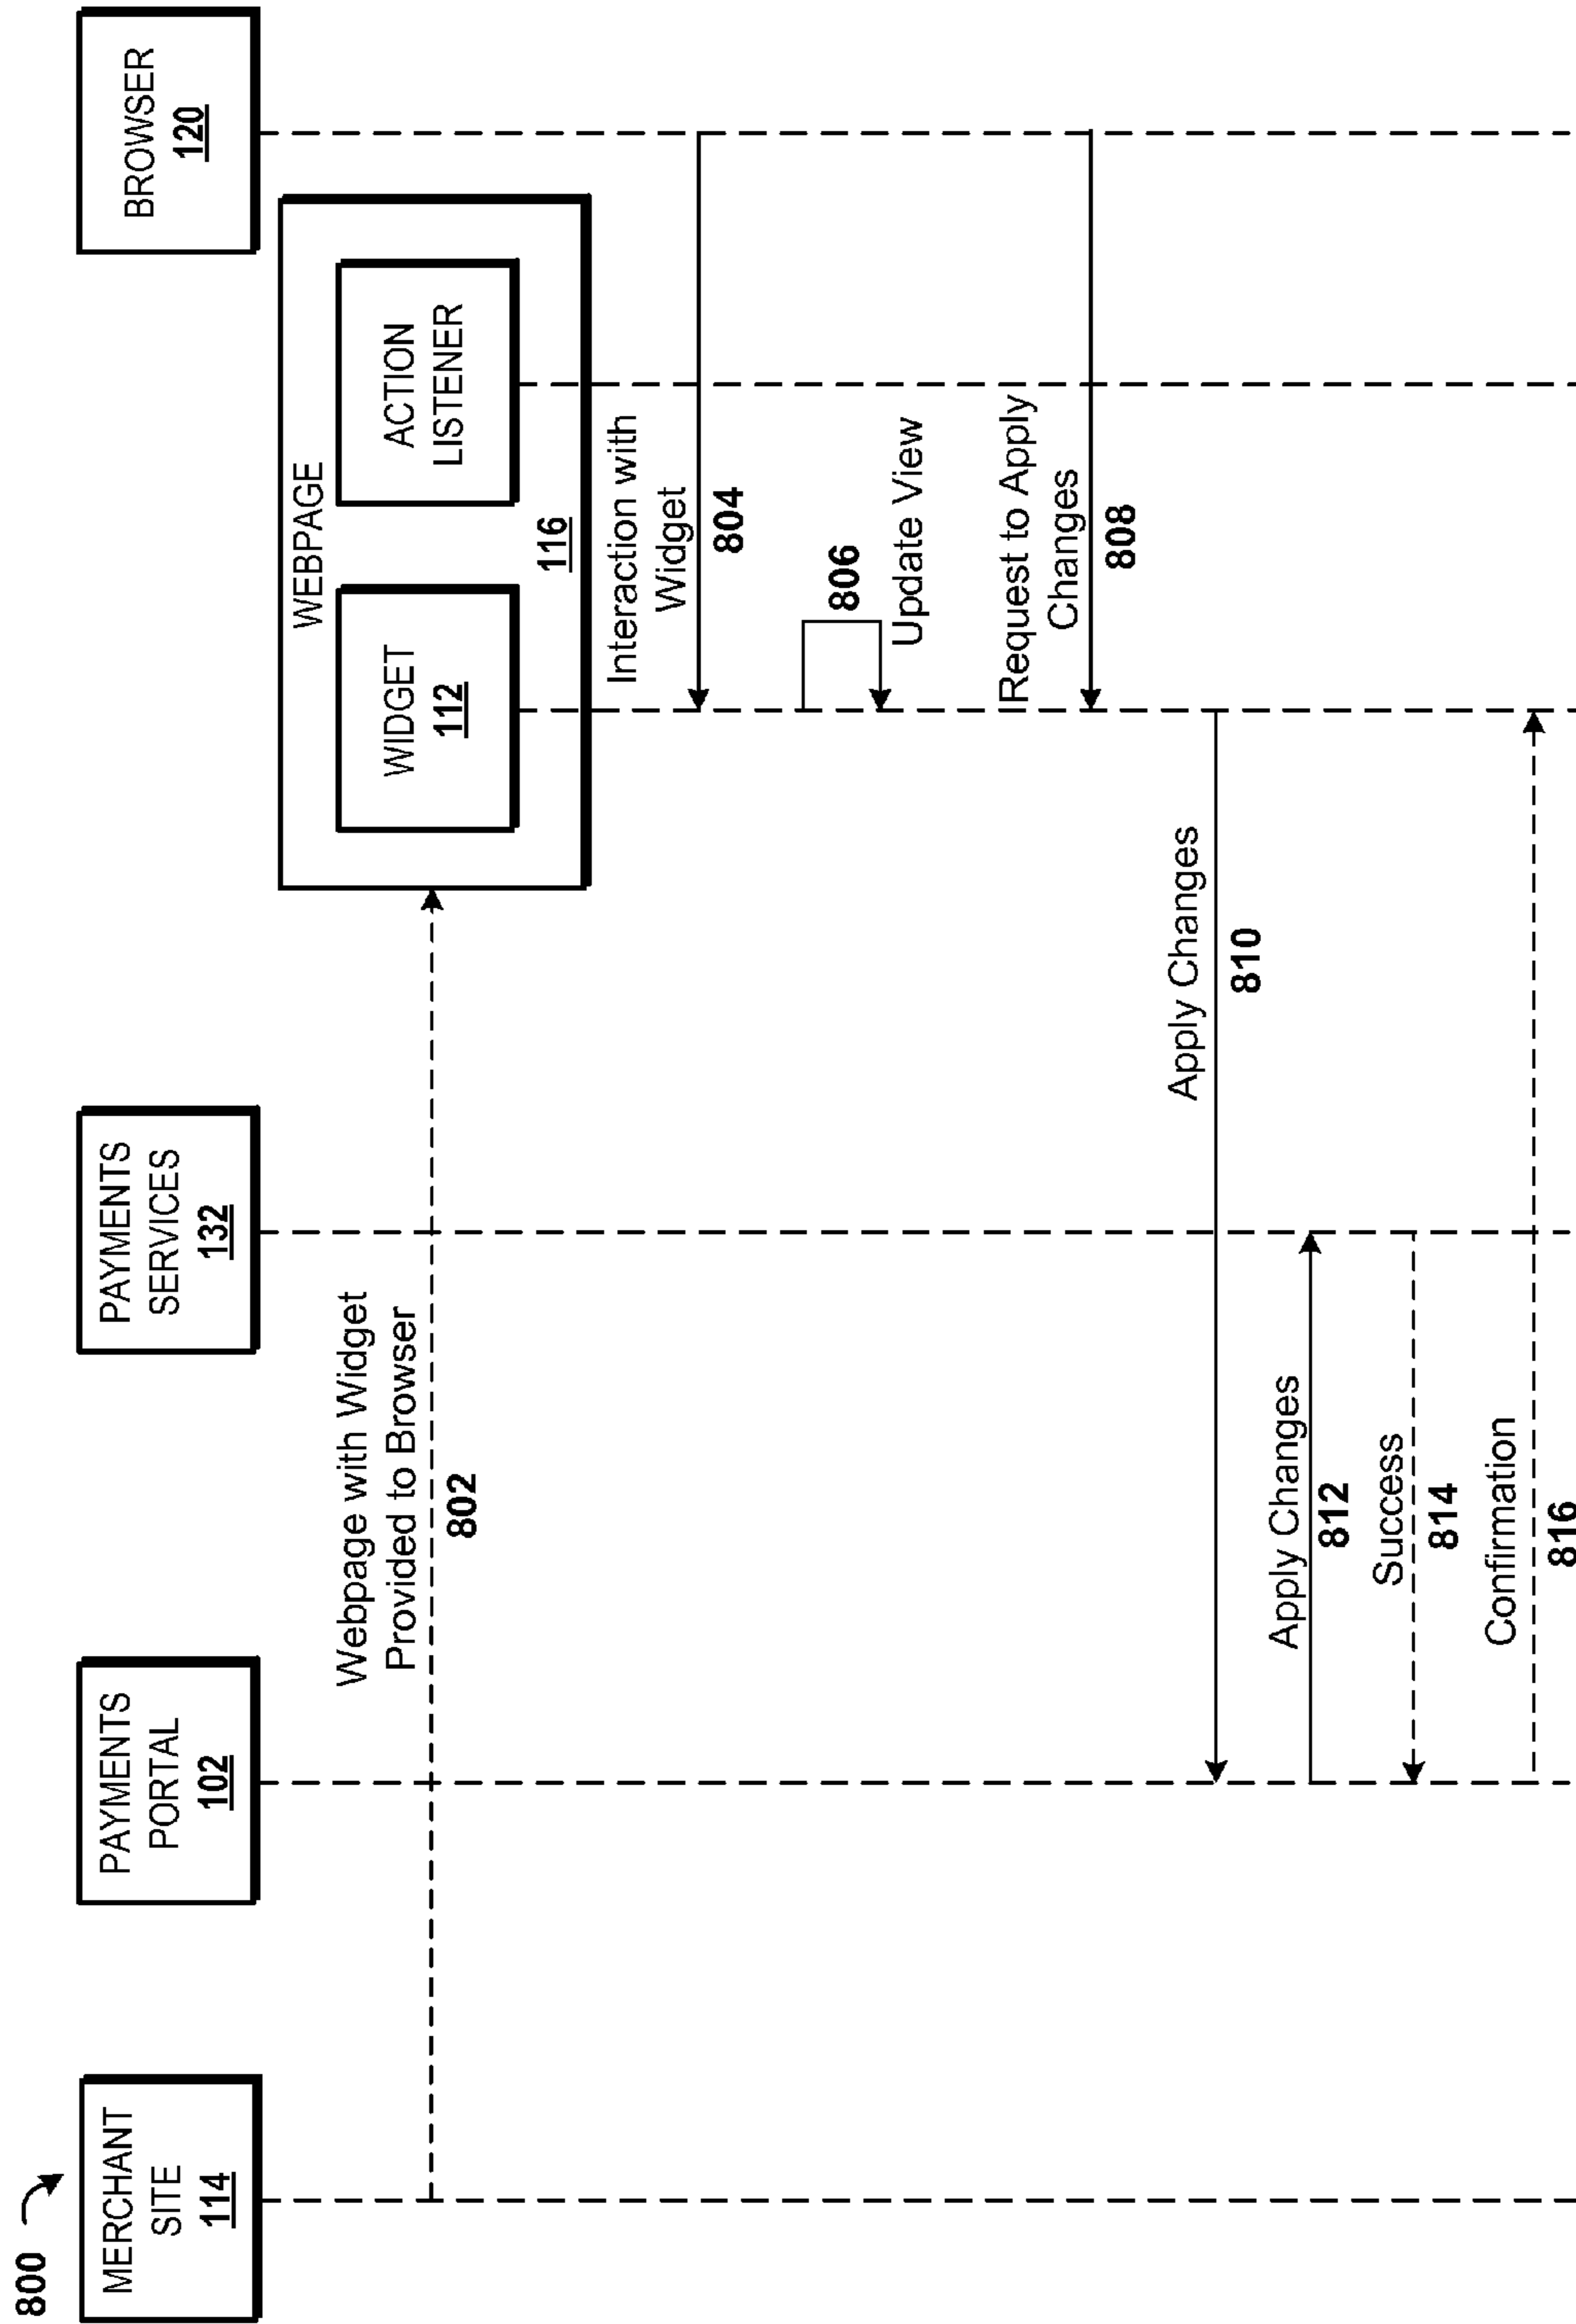 800
MERCHANT
SITE
114
PAYMENTS
PORTAL
102
PAYMENTS
SERVICES
132
BROWSER
120
WEBPAGE
WIDGET
112
ACTION
LISTENER
116
Webpage with Widget
Provided to Browser
802
Interaction with
Widget
804
806
Update View
Request to Apply
Changes
808
Apply Changes
810
Apply Changes
812
Success
814
Confirmation
816